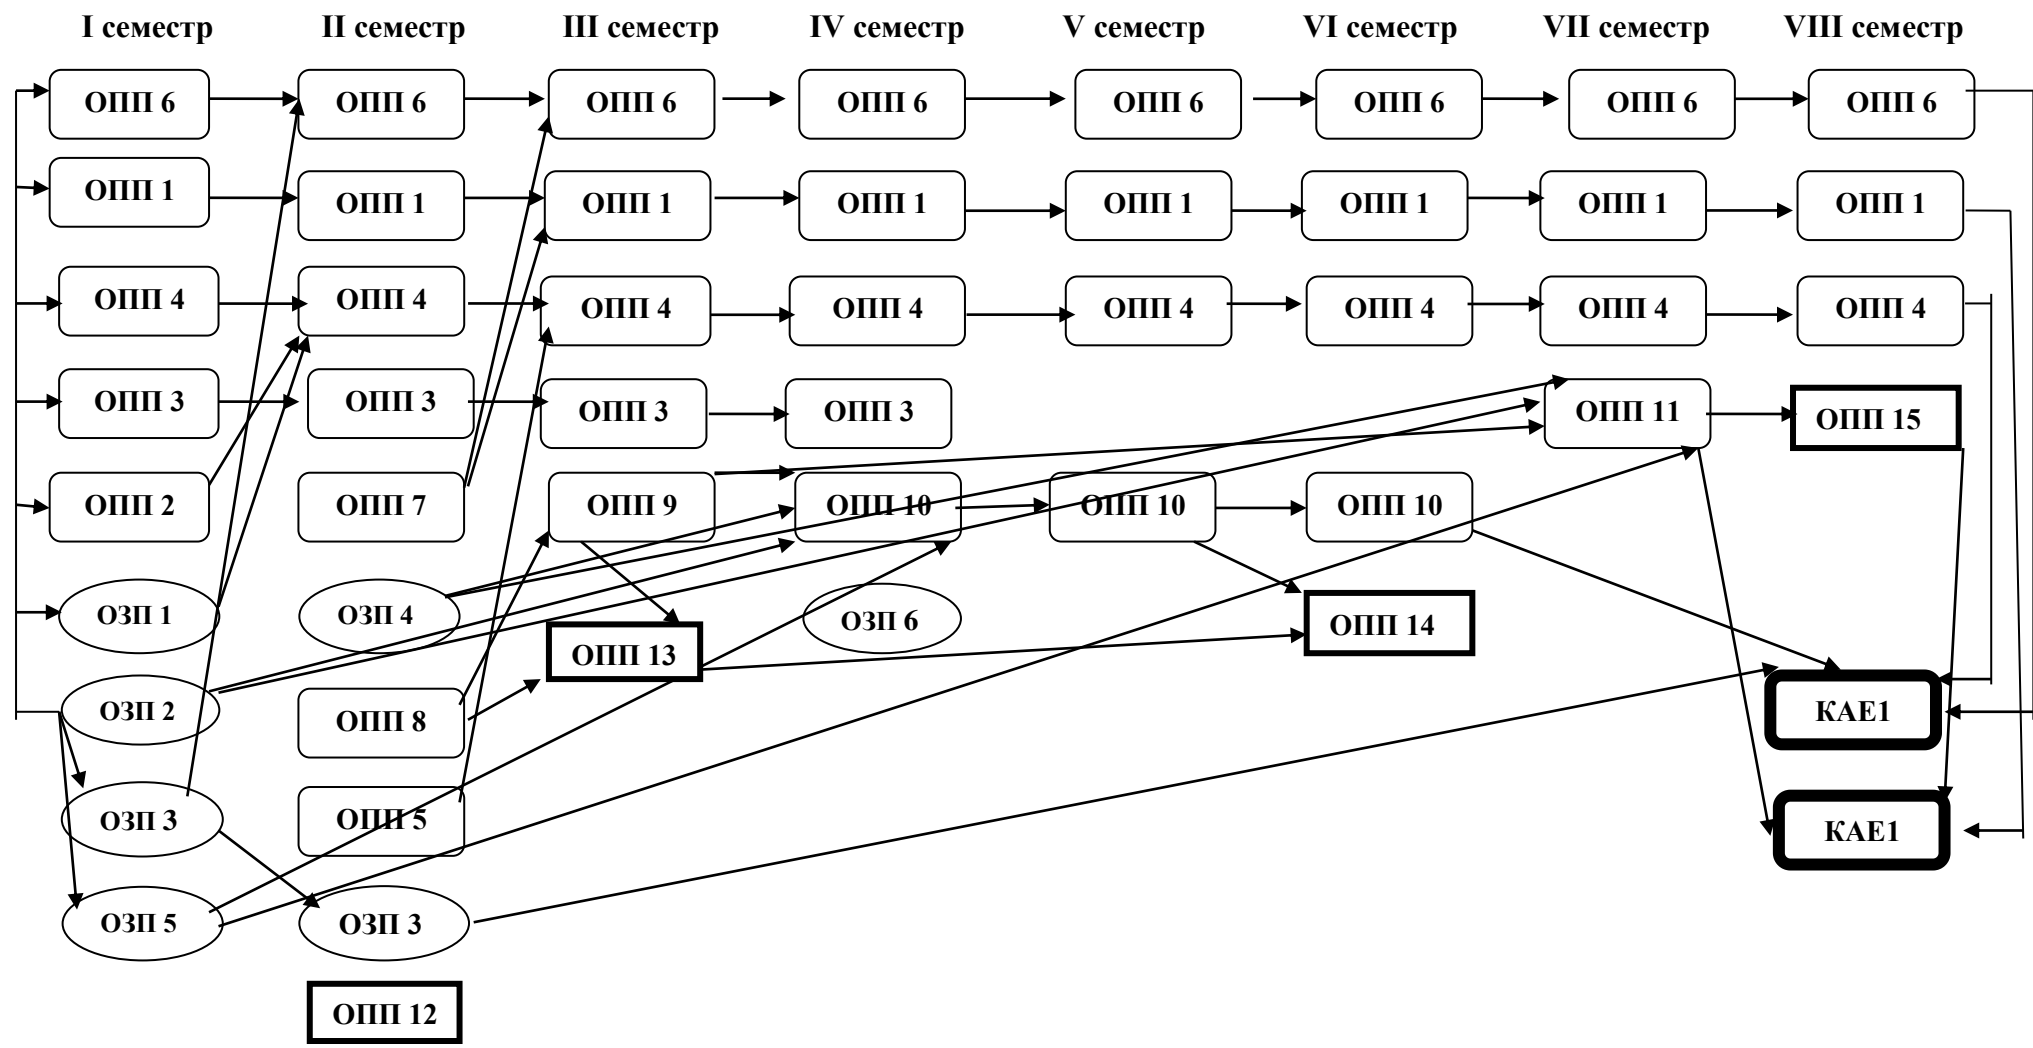 I семестр II семестр III семестр IV семестр V семестр VI семестр VII семестр VIII семестр
ОПП 6 ОПП 6 ОПП 6 ОПП 6 ОПП 6 ОПП 6 ОПП 6 ОПП 6
ОПП 1 ОПП 1 ОПП 1 ОПП 1 ОПП 1 ОПП 1 ОПП 1 ОПП 1
ОПП 4 ОПП 4 ОПП 4 ОПП 4 ОПП 4 ОПП 4 ОПП 4 ОПП 4
ОПП 3 ОПП 3 ОПП 3 ОПП 3 ОПП 11 ОПП 15
ОПП 2 ОПП 7 ОПП 9 ОПП 10 ОПП 10 ОПП 10
ОЗП 1 ОЗП 4 ОПП 13 ОЗП 6 ОПП 14
ОЗП 2 ОПП 8 КАЕ1
ОЗП 3 ОПП 5 КАЕ1
ОЗП 5 ОЗП 3
ОПП 12